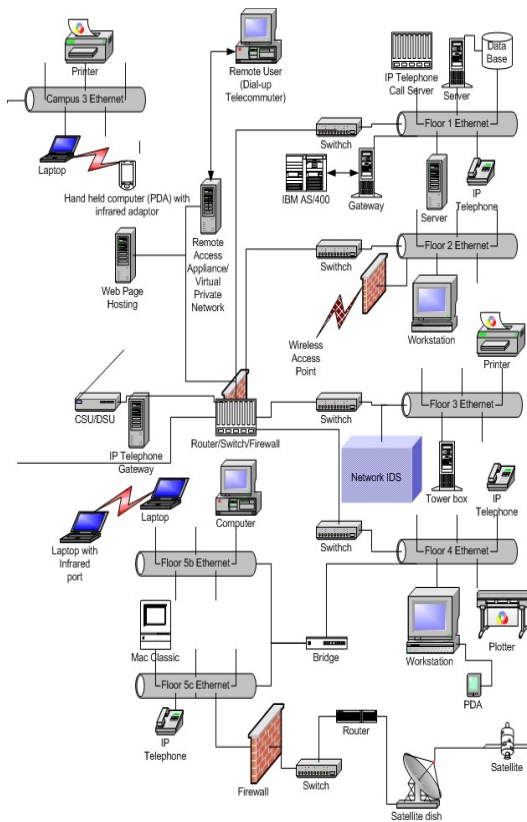 Printer
Campus 3 Ethernet
Laptop
Hand held computer (PDA) with
infrared adaptor
Remote User
(Dial-up
Telecommuter)
IP Telephone
Call Server
Server
Data
Base
Floor 1 Ethernet
Swithch
IBM AS/400
Gateway
Server
IP
Telephone
Web Page
Hosting
Remote
Access
Appliance/
Virtual
Private
Network
Floor 2 Ethernet
Swithch
Wireless
Access
Point
Workstation
Printer
CSU/DSU
IP Telephone
Gateway
Router/Switch/Firewall
Swithch
Floor 3 Ethernet
Network IDS
Tower box
IP
Telephone
Laptop
Laptop with
Infrared
port
Computer
Swithch
Floor 4 Ethernet
Floor 5b Ethernet
Mac Classic
Bridge
Workstation
Plotter
PDA
Floor 5c Ethernet
IP
Telephone
Firewall
Switch
Router
Satellite dish
Satellite